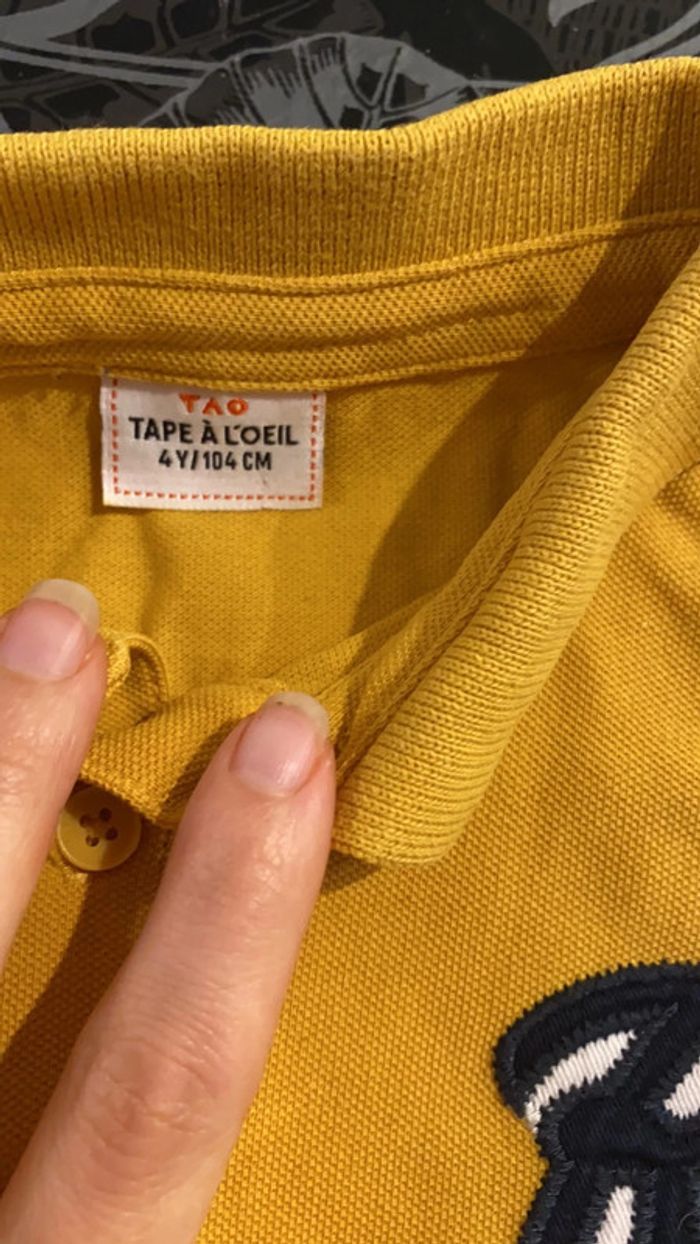 TAO
TAPE À L'OEIL
4Y/104 CM